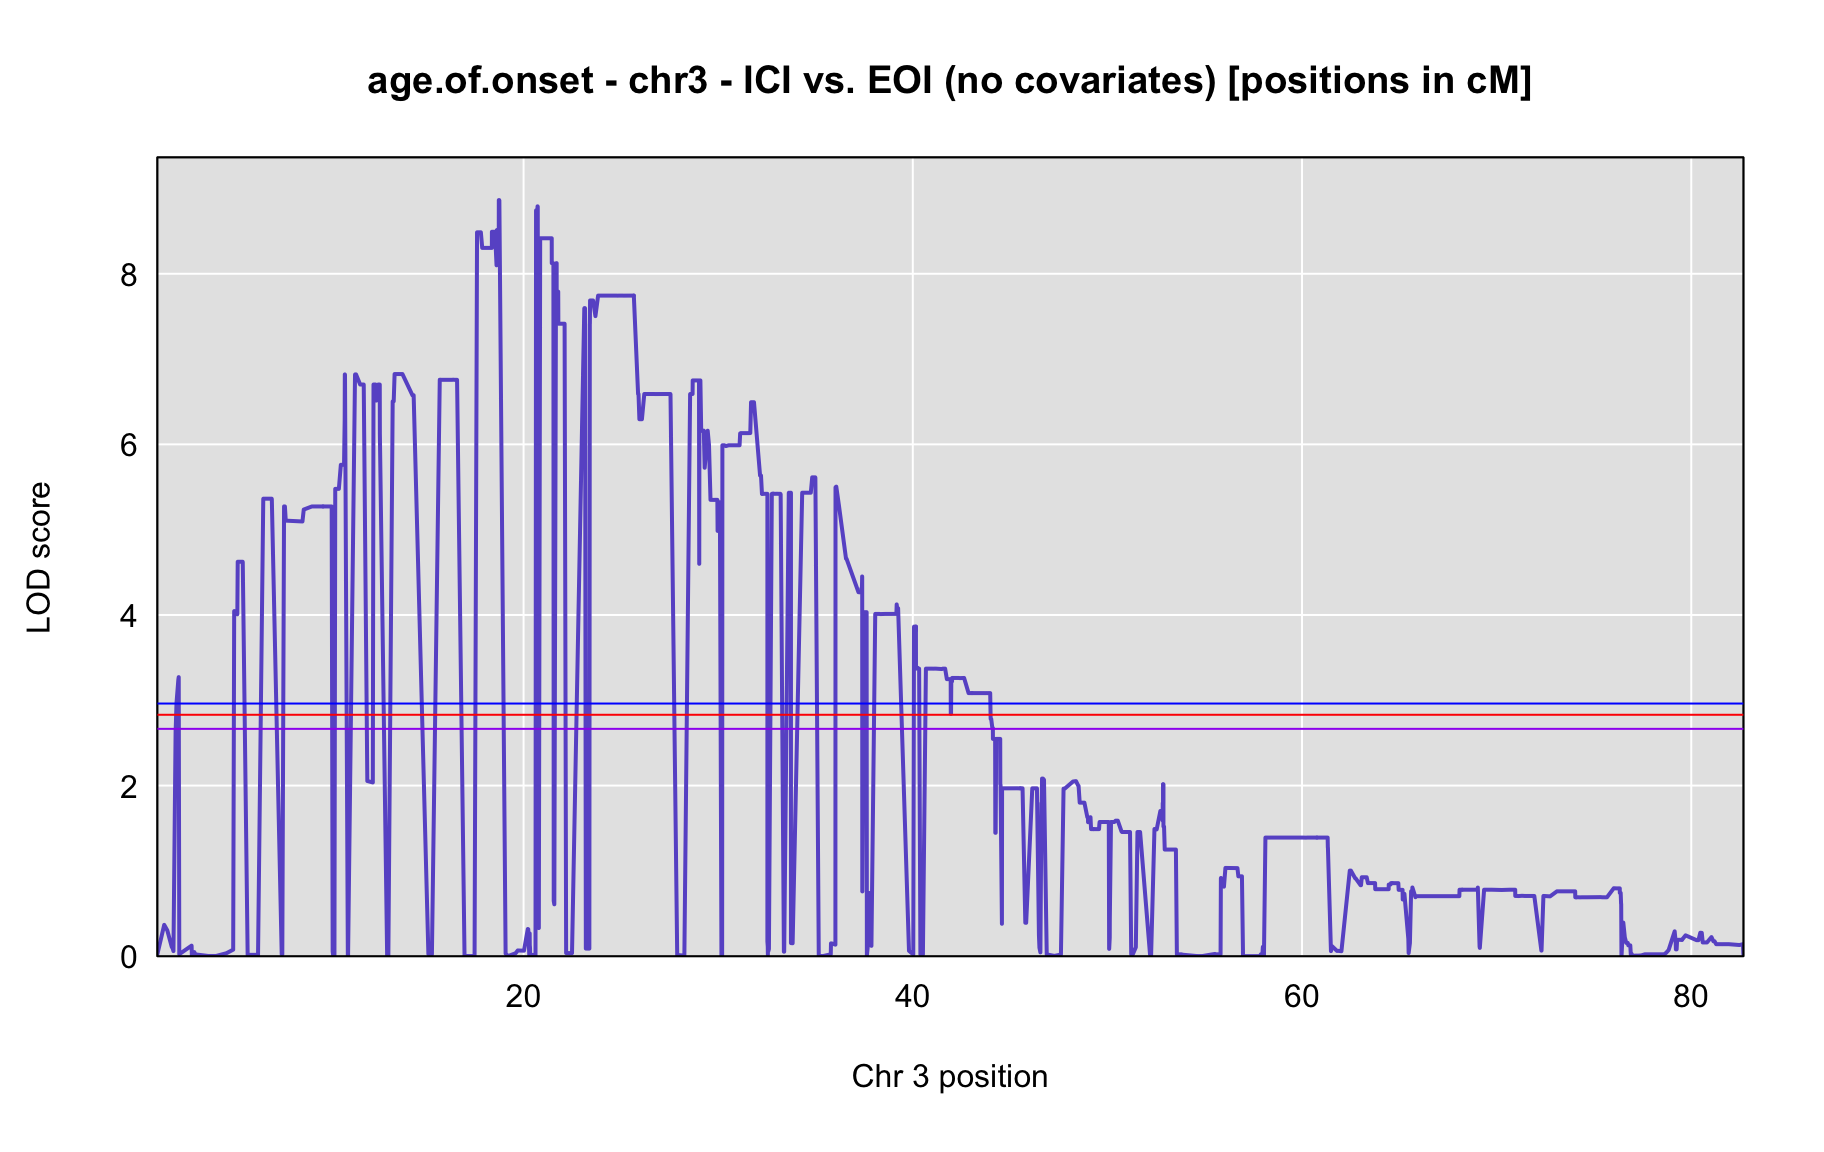 age.of.onset - chr3 - ICI vs. EOI (no covariates) [positions in cM]
LOD score
8
6
4
2
0
20 40 60 80
Chr 3 position